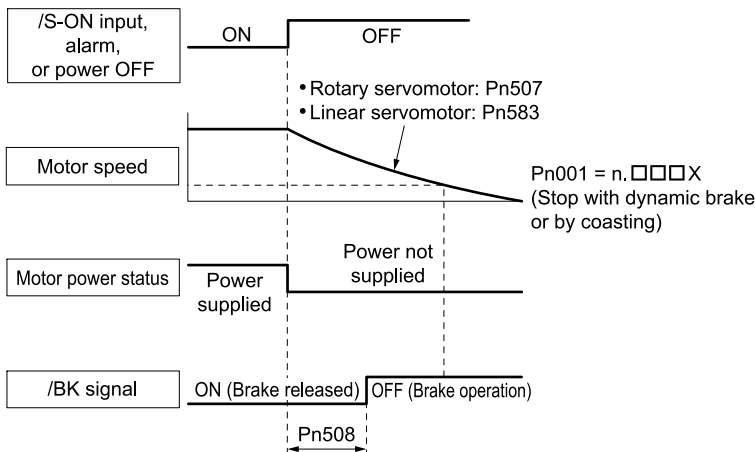 /S-ON input,
alarm,
or power OFF
ON
OFF
• Rotary servomotor: Pn507
• Linear servomotor: Pn583
Motor speed
Pn001 = n.□□□X
(Stop with dynamic brake
or by coasting)
Motor power status
Power
supplied
Power not
supplied
/BK signal
ON (Brake released)
OFF (Brake operation)
Pn508